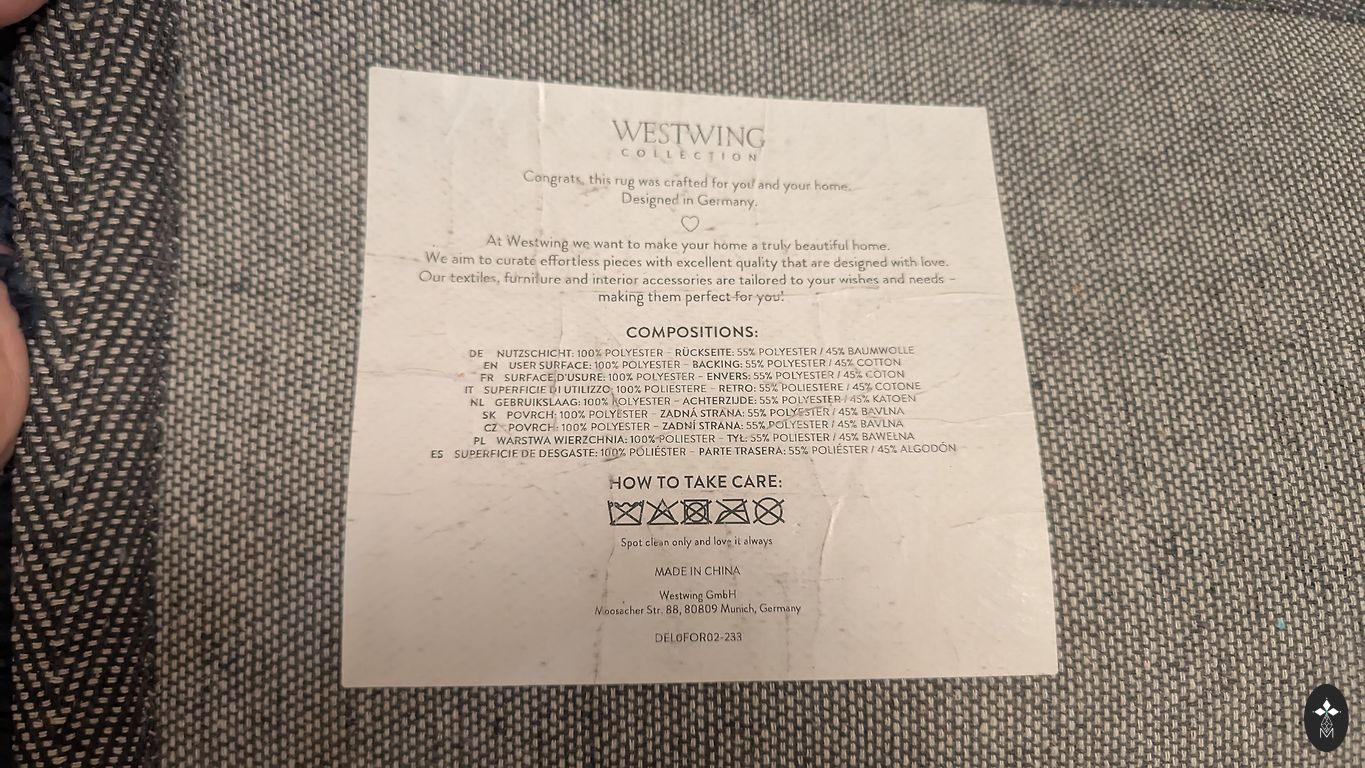 WESTWING
COLLECTION
Congrats, this rug was crafted for you and your home.
Designed in Germany.
At Westwing we want to make your home a truly beautiful home.
We aim to curate effortless pieces with excellent quality that are designed with love.
Our textiles, furniture and interior accessories are tailored to your wishes and needs –
making them perfect for you!
COMPOSITIONS:
DE NUTZSCHICHT: 100% POLYESTER – RÜCKSEITE: 55% POLYESTER / 45% BAUMWOLLE
EN USER SURFACE: 100% POLYESTER – BACKING: 55% POLYESTER / 45% COTTON
FR SURFACE D'USURE: 100% POLYESTER – ENVERS: 55% POLYESTER / 45% COTON
IT SUPERFICIE DI UTILIZZO: 100% POLIESTERE – RETRO: 55% POLIESTERE / 45% COTONE
NL GEBRUIKSLAAG: 100% POLYESTER – ACHTERZIJDE: 55% POLYESTER / 45% KATOEN
SK POVRCH: 100% POLYESTER – ZADNÁ STRANA: 55% POLYESTER / 45% BAVLNA
CZ POVRCH: 100% POLYESTER – ZADNÍ STRANA: 55% POLYESTER / 45% BAVLNA
PL WARSTWA WIERZCHNIA: 100% POLIESTER – TYŁ: 55% POLIESTER / 45% BAWEŁNA
ES SUPERFICIE DE DESGASTE: 100% POLIÉSTER – PARTE TRASERA: 55% POLIÉSTER / 45% ALGODÓN
HOW TO TAKE CARE:
Spot clean only and love it always
MADE IN CHINA
Westwing GmbH
Moosacher Str. 88, 80809 Munich, Germany
DEL0FOR02-233
M